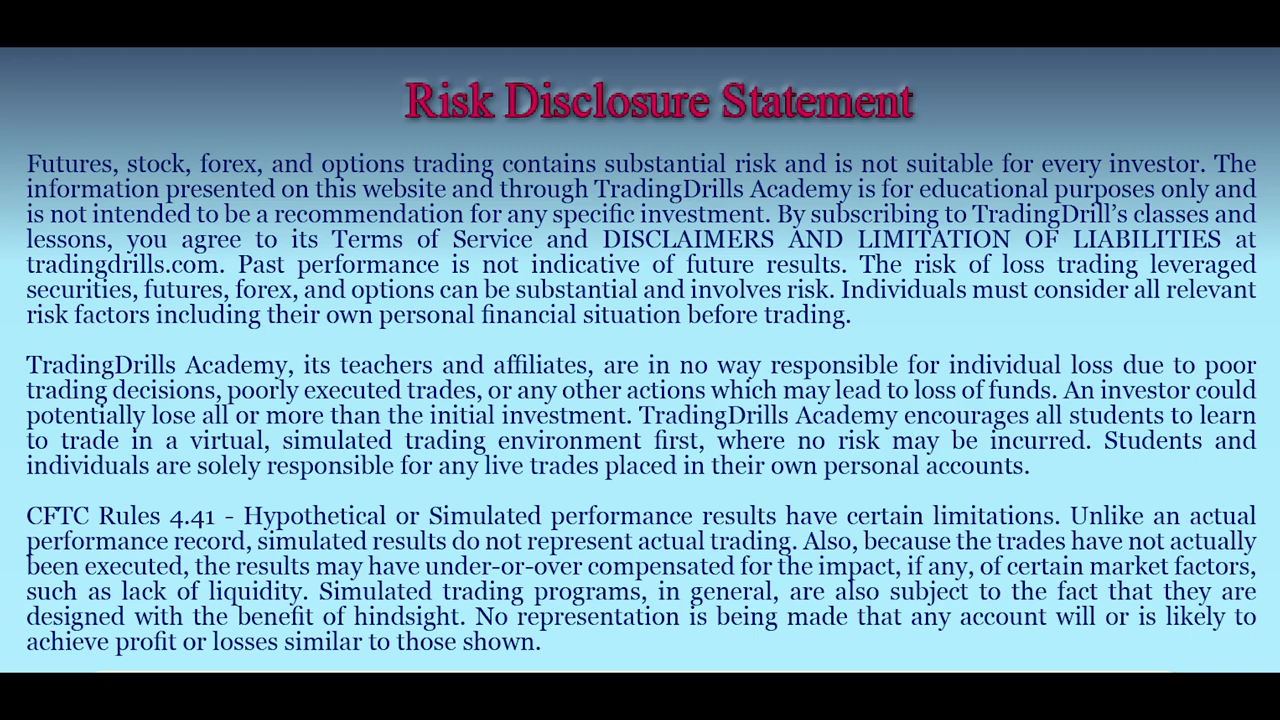 Risk Disclosure Statement
Futures, stock, forex, and options trading contains substantial risk and is not suitable for every investor. The
information presented on this website and through TradingDrills Academy is for educational purposes only and
is not intended to be a recommendation for any specific investment. By subscribing to TradingDrill's classes and
lessons, you agree to its Terms of Service and DISCLAIMERS AND LIMITATION OF LIABILITIES at
tradingdrills.com. Past performance is not indicative of future results. The risk of loss trading leveraged
securities, futures, forex, and options can be substantial and involves risk. Individuals must consider all relevant
risk factors including their own personal financial situation before trading.
TradingDrills Academy, its teachers and affiliates, are in no way responsible for individual loss due to poor
trading decisions, poorly executed trades, or any other actions which may lead to loss of funds. An investor could
potentially lose all or more than the initial investment. TradingDrills Academy encourages all students to learn
to trade in a virtual, simulated trading environment first, where no risk may be incurred. Students and
individuals are solely responsible for any live trades placed in their own personal accounts.
CFTC Rules 4.41 - Hypothetical or Simulated performance results have certain limitations. Unlike an actual
performance record, simulated results do not represent actual trading. Also, because the trades have not actually
been executed, the results may have under-or-over compensated for the impact, if any, of certain market factors,
such as lack of liquidity. Simulated trading programs, in general, are also subject to the fact that they are
designed with the benefit of hindsight. No representation is being made that any account will or is likely to
achieve profit or losses similar to those shown.